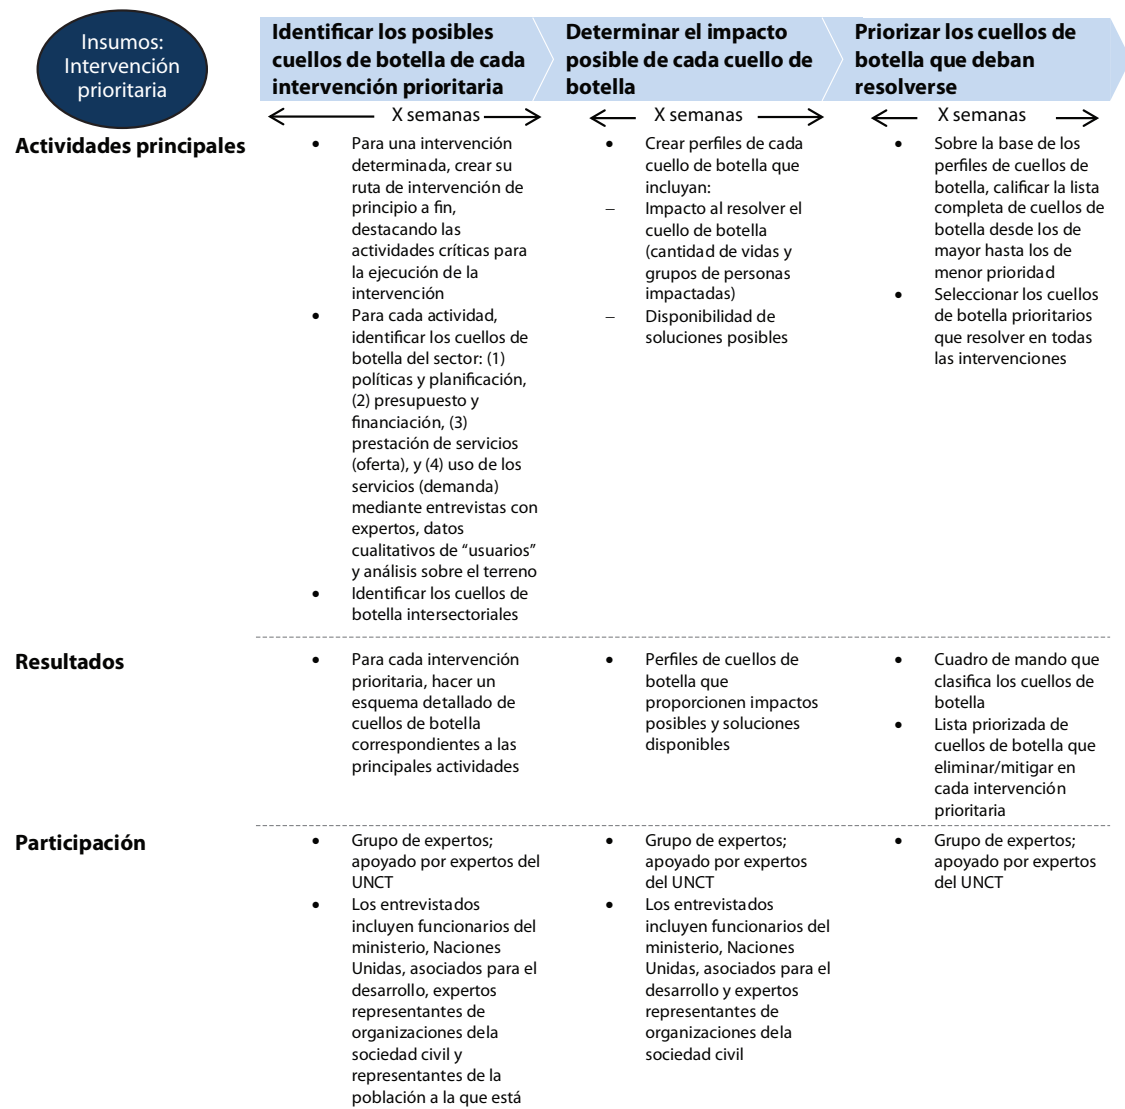 Insumos:
Intervención
prioritaria
Identificar los posibles
cuellos de botella de cada
intervención prioritaria
Determinar el impacto
posible de cada cuello de
botella
Priorizar los cuellos de
botella que deban
resolverse
X semanas
X semanas
X semanas
Actividades principales
• Para una intervención
determinada, crear su
ruta de intervención de
principio a fin,
destacando las
actividades críticas para
la ejecución de la
intervención
• Para cada actividad,
identificar los cuellos de
botella del sector: (1)
políticas y planificación,
(2) presupuesto y
financiación, (3)
prestación de servicios
(oferta), y (4) uso de los
servicios (demanda)
mediante entrevistas con
expertos, datos
cualitativos de “usuarios”
y análisis sobre el terreno
• Identificar los cuellos de
botella intersectoriales
• Crear perfiles de cada
cuello de botella que
incluyan:
– Impacto al resolver el
cuello de botella
(cantidad de vidas y
grupos de personas
impactadas)
– Disponibilidad de
soluciones posibles
• Sobre la base de los
perfiles de cuellos de
botella, calificar la lista
completa de cuellos de
botella desde los de
mayor hasta los de
menor prioridad
• Seleccionar los cuellos
de botella prioritarios
que resolver en todas
las intervenciones
Resultados
• Para cada intervención
prioritaria, hacer un
esquema detallado de
cuellos de botella
correspondientes a las
principales actividades
• Perfiles de cuellos de
botella que
proporcionen impactos
posibles y soluciones
disponibles
• Cuadro de mando que
clasifica los cuellos de
botella
• Lista priorizada de
cuellos de botella que
eliminar/mitigar en
cada intervención
prioritaria
Participación
• Grupo de expertos;
apoyado por expertos del
UNCT
• Los entrevistados
incluyen funcionarios del
ministerio, Naciones
Unidas, asociados para el
desarrollo, expertos
representantes de
organizaciones dela
sociedad civil y
representantes de la
población a la que está
• Grupo de expertos;
apoyado por expertos
del UNCT
• Los entrevistados
incluyen funcionarios del
ministerio, Naciones
Unidas, asociados para el
desarrollo y expertos
representantes de
organizaciones dela
sociedad civil
• Grupo de expertos;
apoyado por expertos
del UNCT